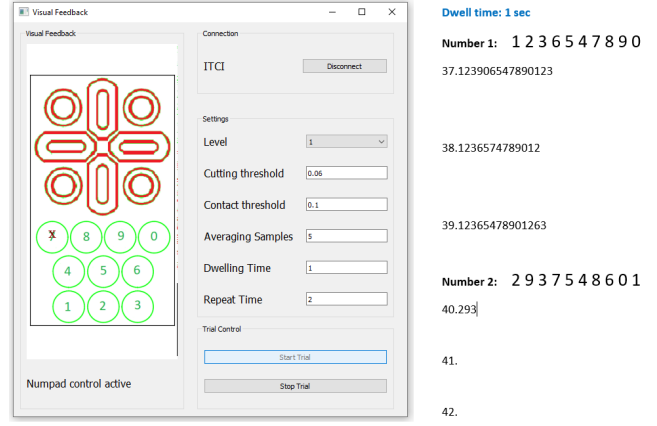 Visual Feedback
Visual Feedback
8 9 0
4 5 6
1 2 3
Numpad control active
Connection
ITCI
Disconnect
Settings
Level 1
Cutting threshold 0.06
Contact threshold 0.1
Averaging Samples 5
Dwelling Time 1
Repeat Time 2
Trial Control
Start Trial
Stop Trial
Dwell time: 1 sec
Number 1: 1 2 3 6 5 4 7 8 9 0
37.123906547890123
38.1236574789012
39.12365478901263
Number 2: 2 9 3 7 5 4 8 6 0 1
40.293
41.
42.